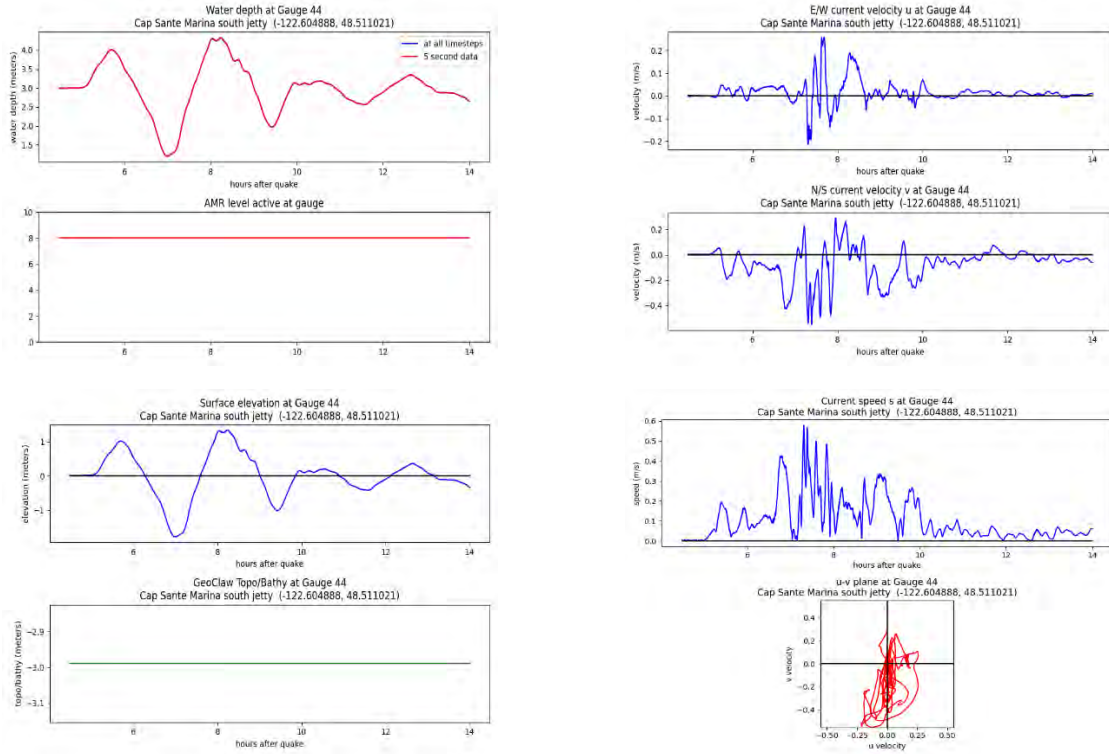 Water depth at Gauge 44
Cap Sante Marina south jetty (-122.604888, 48.511021)
at all timesteps
5 second data
water depth (meters)
4.0
3.5
3.0
2.5
2.0
1.5
6 8 10 12 14
hours after quake
AMR level active at gauge
10
8
6
4
2
0
6 8 10 12 14
hours after quake
Surface elevation at Gauge 44
Cap Sante Marina south jetty (-122.604888, 48.511021)
elevation (meters)
1
0
−1
6 8 10 12 14
hours after quake
GeoClaw Topo/Bathy at Gauge 44
Cap Sante Marina south jetty (-122.604888, 48.511021)
topo/bathy (meters)
−2.9
−3.0
−3.1
6 8 10 12 14
hours after quake
E/W current velocity u at Gauge 44
Cap Sante Marina south jetty (-122.604888, 48.511021)
velocity (m/s)
0.2
0.1
0.0
−0.1
−0.2
6 8 10 12 14
hours after quake
N/S current velocity v at Gauge 44
Cap Sante Marina south jetty (-122.604888, 48.511021)
velocity (m/s)
0.2
0.0
−0.2
−0.4
6 8 10 12 14
hours after quake
Current speed s at Gauge 44
Cap Sante Marina south jetty (-122.604888, 48.511021)
speed (m/s)
0.6
0.5
0.4
0.3
0.2
0.1
0.0
6 8 10 12 14
hours after quake
u-v plane at Gauge 44
Cap Sante Marina south jetty (-122.604888, 48.511021)
v velocity
0.4
0.2
0.0
−0.2
−0.4
−0.50 −0.25 0.00 0.25 0.50
u velocity